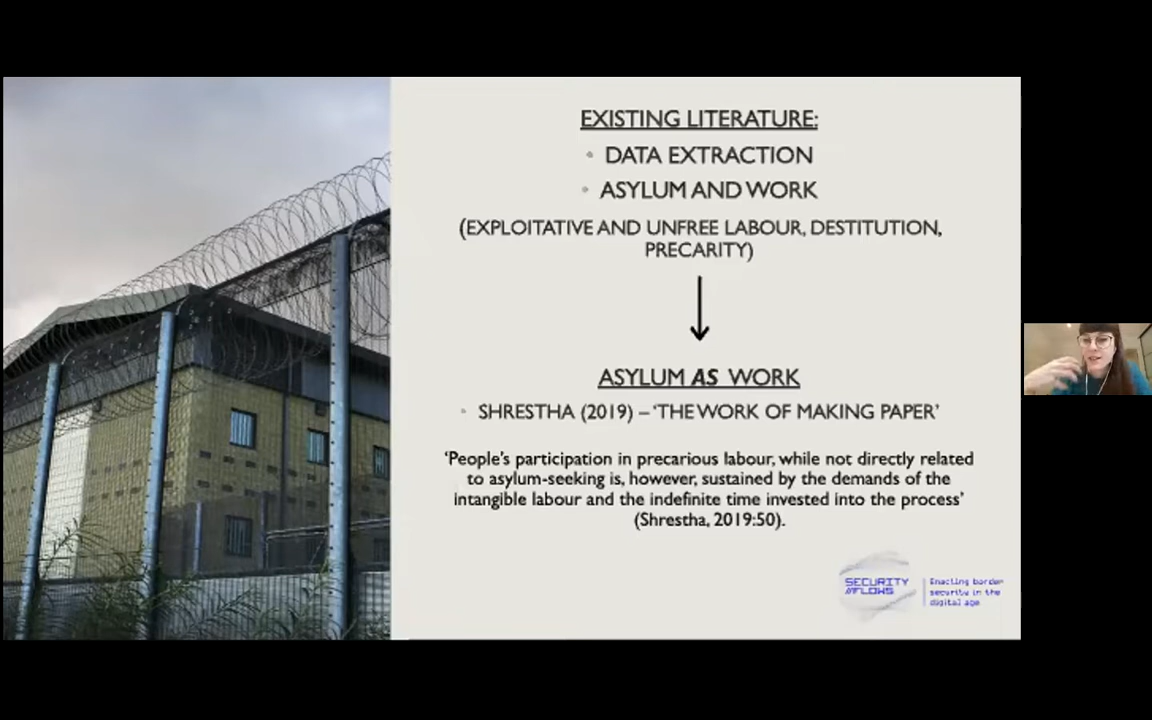 EXISTING LITERATURE:
• DATA EXTRACTION
• ASYLUM AND WORK
(EXPLOITATIVE AND UNFREE LABOUR, DESTITUTION,
PRECARITY)
ASYLUM AS WORK
• SHRESTHA (2019) – ‘THE WORK OF MAKING PAPER’
‘People’s participation in precarious labour, while not directly related
to asylum-seeking is, however, sustained by the demands of the
intangible labour and the indefinite time invested into the process’
(Shrestha, 2019:50).
SECURITY
FLOWS
Enacting border
security in the
digital age